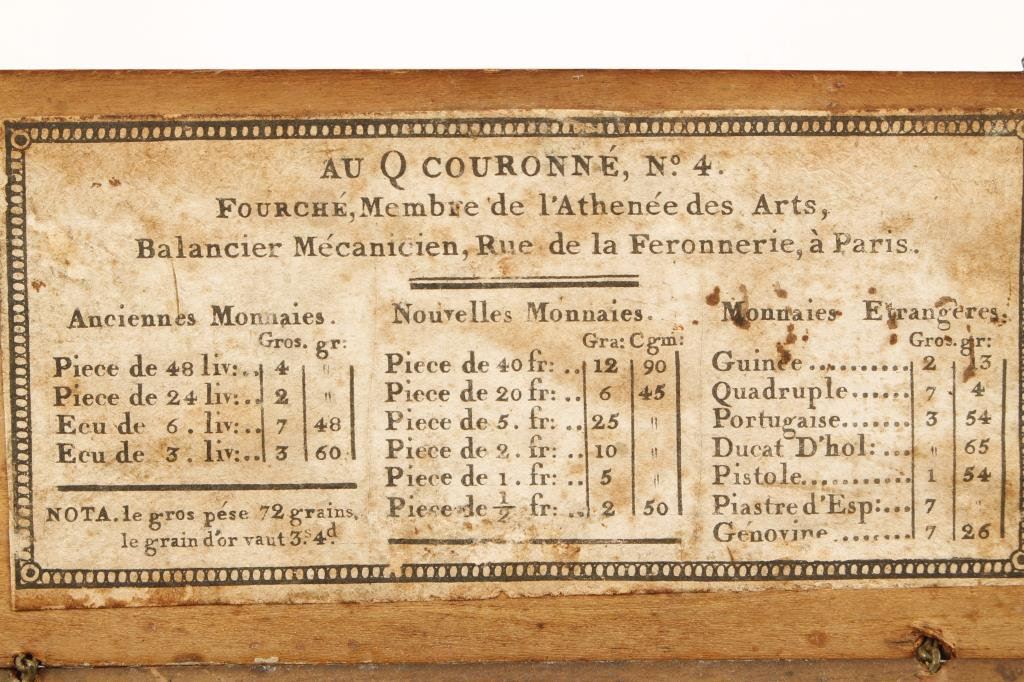 AU Q COURONNÉ, Nº 4.
FOURCHÉ, Membre de l'Athenée des Arts,
Balancier Mécanicien, Rue de la Feronnerie, à Paris.
Anciennes Monnaies.
Gros. gr:
Piece de 48 liv:.. 4 "
Piece de 24 liv:.. 2 "
Ecu de 6. liv:.. 7 48
Ecu de 3. liv:.. 3 60
NOTA. le gros pése 72 grains,
le grain d'or vaut 3.s 4.d
Nouvelles Monnaies.
Gra: Cgm:
Piece de 40 fr: .. 12 90
Piece de 20 fr: .. 6 45
Piece de 5. fr: .. 25 "
Piece de 2. fr: .. 10 "
Piece de 1. fr: .. 5 "
Piece de ½ fr: .. 2 50
Monnaies Etrangeres.
Gros. gr:
Guinée .......... 2 13
Quadruple...... 7 4
Portugaise....... 3 54
Ducat D'hol: ... " 65
Pistole........... 1 54
Piastre d'Esp:... 7 "
Génovine ........ 7 26